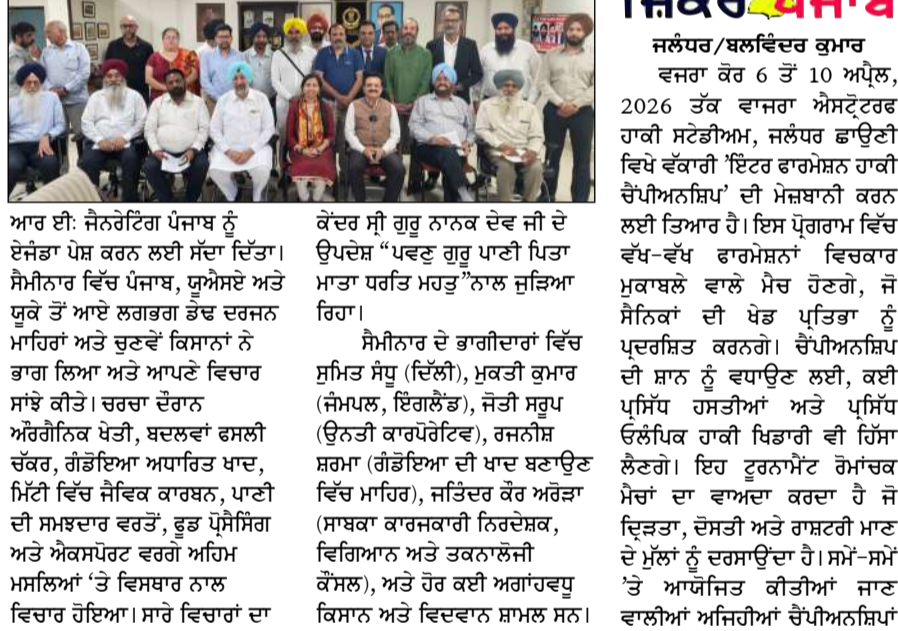 ਆਰ ਈਃ ਜੈਨਰੇਟਿੰਗ ਪੰਜਾਬ ਨੂੰ
ਏਜੰਡਾ ਪੇਸ਼ ਕਰਨ ਲਈ ਸੱਦਾ ਦਿੱਤਾ।
ਸੈਮੀਨਾਰ ਵਿੱਚ ਪੰਜਾਬ, ਯੂਐਸਏ ਅਤੇ
ਯੂਕੇ ਤੋਂ ਆਏ ਲਗਭਗ ਡੇਢ ਦਰਜਨ
ਮਾਹਿਰਾਂ ਅਤੇ ਚੁਣਵੇਂ ਕਿਸਾਨਾਂ ਨੇ
ਭਾਗ ਲਿਆ ਅਤੇ ਆਪਣੇ ਵਿਚਾਰ
ਸਾਂਝੇ ਕੀਤੇ। ਚਰਚਾ ਦੌਰਾਨ
ਔਰਗੈਨਿਕ ਖੇਤੀ, ਬਦਲਵਾਂ ਫਸਲੀ
ਚੱਕਰ, ਗੰਡੋਇਆ ਅਧਾਰਿਤ ਖਾਦ,
ਮਿੱਟੀ ਵਿੱਚ ਜੈਵਿਕ ਕਾਰਬਨ, ਪਾਣੀ
ਦੀ ਸਮਝਦਾਰ ਵਰਤੋਂ, ਫੂਡ ਪ੍ਰੋਸੈਸਿੰਗ
ਅਤੇ ਐਕਸਪੋਰਟ ਵਰਗੇ ਅਹਿਮ
ਮਸਲਿਆਂ ‘ਤੇ ਵਿਸਥਾਰ ਨਾਲ
ਵਿਚਾਰ ਹੋਇਆ। ਸਾਰੇ ਵਿਚਾਰਾਂ ਦਾ
ਕੇਂਦਰ ਸ਼੍ਰੀ ਗੁਰੂ ਨਾਨਕ ਦੇਵ ਜੀ ਦੇ
ਉਪਦੇਸ਼ “ਪਵਣੁ ਗੁਰੂ ਪਾਣੀ ਪਿਤਾ
ਮਾਤਾ ਧਰਤਿ ਮਹਤੁ”ਨਾਲ ਜੁੜਿਆ
ਰਿਹਾ।
ਸੈਮੀਨਾਰ ਦੇ ਭਾਗੀਦਾਰਾਂ ਵਿੱਚ
ਸੁਮਿਤ ਸੰਧੂ (ਦਿੱਲੀ), ਮੁਕਤੀ ਕੁਮਾਰ
(ਜੰਮਪਲ, ਇੰਗਲੈਂਡ), ਜੋਤੀ ਸਰੂਪ
(ਉਨਤੀ ਕਾਰਪੋਰੇਟਿਵ), ਰਜਨੀਸ਼
ਸ਼ਰਮਾ (ਗੰਡੋਇਆ ਦੀ ਖਾਦ ਬਣਾਉਣ
ਵਿੱਚ ਮਾਹਿਰ), ਜਤਿੰਦਰ ਕੌਰ ਅਰੋੜਾ
(ਸਾਬਕਾ ਕਾਰਜਕਾਰੀ ਨਿਰਦੇਸ਼ਕ,
ਵਿਗਿਆਨ ਅਤੇ ਤਕਨਾਲੋਜੀ
ਕੌਂਸਲ), ਅਤੇ ਹੋਰ ਕਈ ਅਗਾਂਹਵਧੂ
ਕਿਸਾਨ ਅਤੇ ਵਿਦਵਾਨ ਸ਼ਾਮਲ ਸਨ।
ਜ਼ਿਕਰ ਪੰਜਾਬ
ਜਲੰਧਰ/ਬਲਵਿੰਦਰ ਕੁਮਾਰ
ਵਜਰਾ ਕੋਰ 6 ਤੋਂ 10 ਅਪ੍ਰੈਲ,
2026 ਤੱਕ ਵਾਜਰਾ ਐਸਟ੍ਰੋਟਰਫ
ਹਾਕੀ ਸਟੇਡੀਅਮ, ਜਲੰਧਰ ਛਾਉਣੀ
ਵਿਖੇ ਵੱਕਾਰੀ 'ਇੰਟਰ ਫਾਰਮੇਸ਼ਨ ਹਾਕੀ
ਚੈਂਪੀਅਨਸ਼ਿਪ' ਦੀ ਮੇਜ਼ਬਾਨੀ ਕਰਨ
ਲਈ ਤਿਆਰ ਹੈ। ਇਸ ਪ੍ਰੋਗਰਾਮ ਵਿੱਚ
ਵੱਖ-ਵੱਖ ਫਾਰਮੇਸ਼ਨਾਂ ਵਿਚਕਾਰ
ਮੁਕਾਬਲੇ ਵਾਲੇ ਮੈਚ ਹੋਣਗੇ, ਜੋ
ਸੈਨਿਕਾਂ ਦੀ ਖੇਡ ਪ੍ਰਤਿਭਾ ਨੂੰ
ਪ੍ਰਦਰਸ਼ਿਤ ਕਰਨਗੇ। ਚੈਂਪੀਅਨਸ਼ਿਪ
ਦੀ ਸ਼ਾਨ ਨੂੰ ਵਧਾਉਣ ਲਈ, ਕਈ
ਪ੍ਰਸਿੱਧ ਹਸਤੀਆਂ ਅਤੇ ਪ੍ਰਸਿੱਧ
ਓਲੰਪਿਕ ਹਾਕੀ ਖਿਡਾਰੀ ਵੀ ਹਿੱਸਾ
ਲੈਣਗੇ। ਇਹ ਟੂਰਨਾਮੈਂਟ ਰੋਮਾਂਚਕ
ਮੈਚਾਂ ਦਾ ਵਾਅਦਾ ਕਰਦਾ ਹੈ ਜੋ
ਦ੍ਰਿੜਤਾ, ਦੋਸਤੀ ਅਤੇ ਰਾਸ਼ਟਰੀ ਮਾਣ
ਦੇ ਮੁੱਲਾਂ ਨੂੰ ਦਰਸਾਉਂਦਾ ਹੈ। ਸਮੇਂ-ਸਮੇਂ
'ਤੇ ਆਯੋਜਿਤ ਕੀਤੀਆਂ ਜਾਣ
ਵਾਲੀਆਂ ਅਜਿਹੀਆਂ ਚੈਂਪੀਅਨਸ਼ਿਪਾਂ